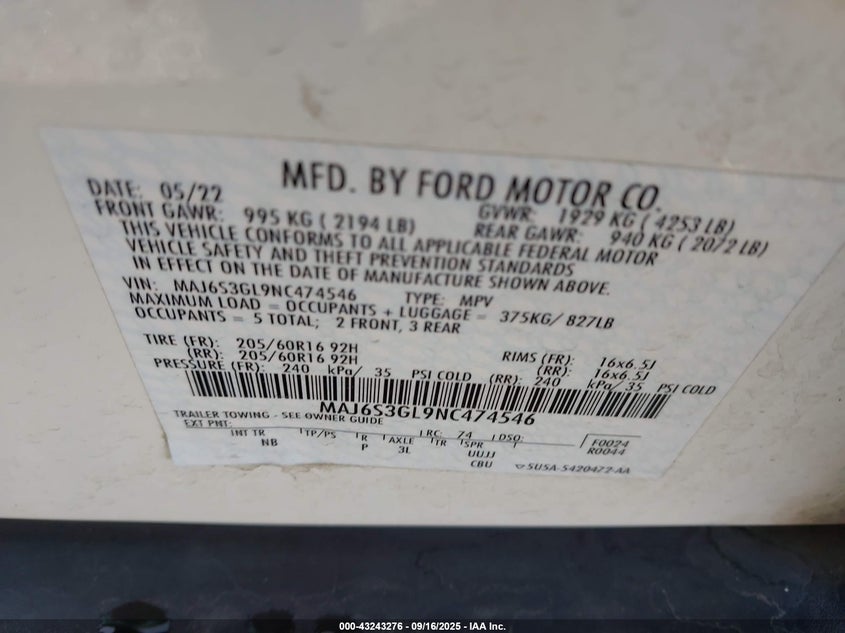 MFD. BY FORD MOTOR CO.
DATE: 05/22 GVWR: 1929 KG ( 4253 LB)
FRONT GAWR: 995 KG ( 2194 LB) REAR GAWR: 940 KG ( 2072 LB)
THIS VEHICLE CONFORMS TO ALL APPLICABLE FEDERAL MOTOR
VEHICLE SAFETY AND THEFT PREVENTION STANDARDS
IN EFFECT ON THE DATE OF MANUFACTURE SHOWN ABOVE.
VIN: MAJ6S3GL9NC474546 TYPE: MPV
MAXIMUM LOAD = OCCUPANTS + LUGGAGE = 375KG/ 827LB
OCCUPANTS = 5 TOTAL; 2 FRONT, 3 REAR
TIRE (FR): 205/60R16 92H RIMS (FR): 16x6.5J
(RR): 205/60R16 92H (RR): 16x6.5J
PRESSURE (FR): 240 kPa/ 35 PSI COLD (RR): 240 kPa/ 35 PSI COLD
MAJ6S3GL9NC474546
TRAILER TOWING - SEE OWNER GUIDE
EXT PNT: RC: 74 DSO: F0024
INT TR TP/PS R AXLE TR SPR R0044
NB P 3L UUJJ
CBU 5U5A-5420472-AA
000-43243276 - 09/16/2025 - IAA Inc.